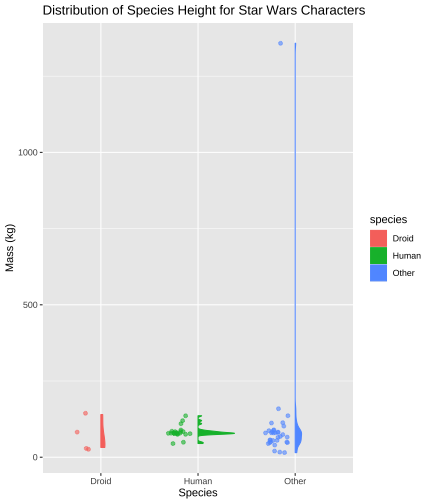 Distribution of Species Height for Star Wars Characters
1000
500
0
Mass (kg)
Droid
Human
Other
Species
species
Droid
Human
Other